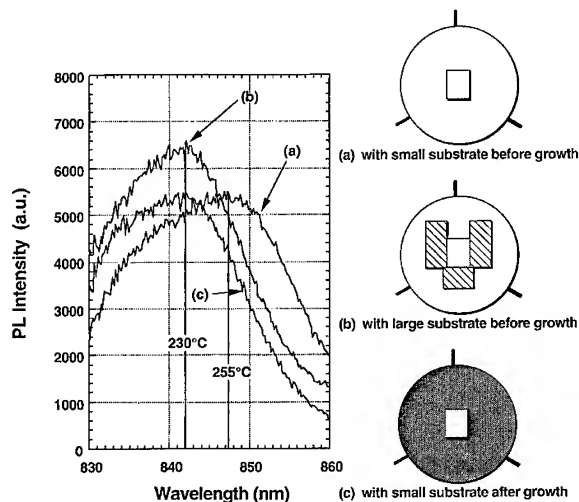 8000
7000
6000
5000
4000
3000
2000
1000
0
PL Intensity (a.u.)
(b)
(a)
(c)
230°C
255°C
830
840
850
860
Wavelength (nm)
(a) with small substrate before growth
(b) with large substrate before growth
(c) with small substrate after growth